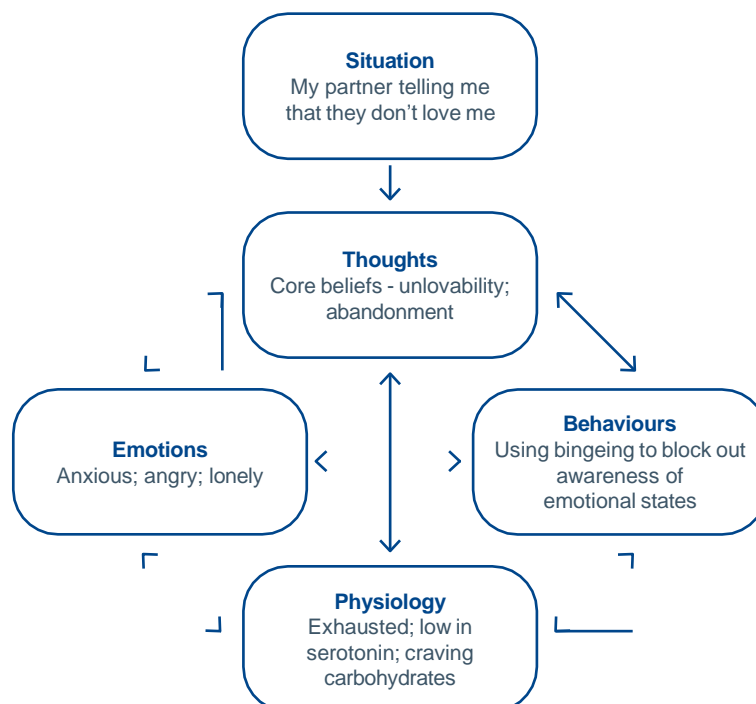 Situation
My partner telling me
that they don’t love me
Thoughts
Core beliefs - unlovability;
abandonment
Emotions
Anxious; angry; lonely
Behaviours
Using bingeing to block out
awareness of
emotional states
Physiology
Exhausted; low in
serotonin; craving
carbohydrates